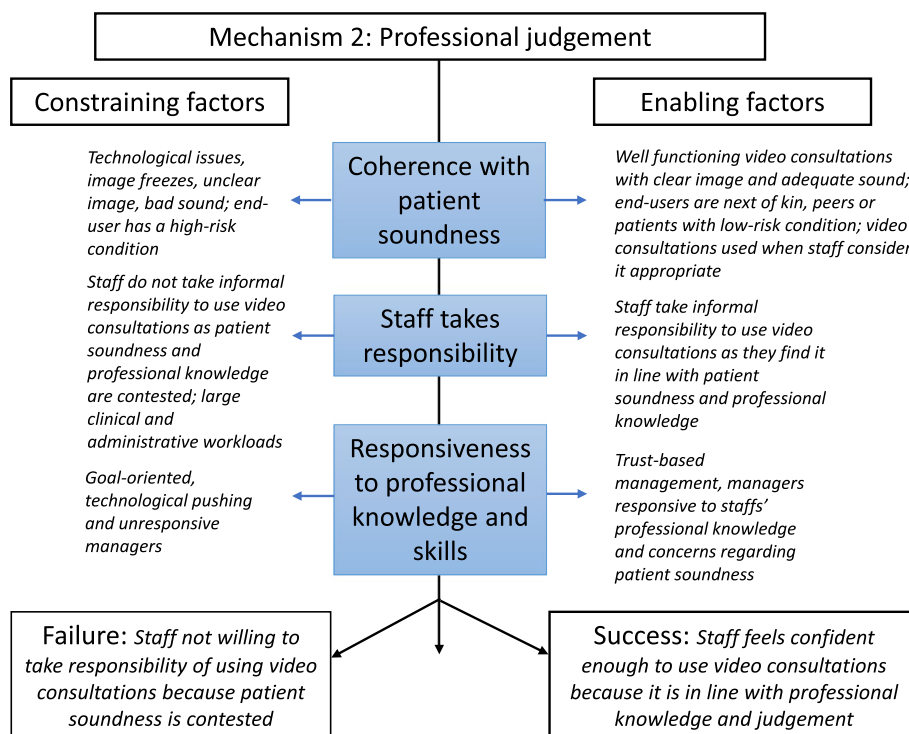 Mechanism 2: Professional judgement
Constraining factors
Enabling factors
Technological issues,
image freezes, unclear
image, bad sound; end-
user has a high-risk
condition
Coherence with
patient
soundness
Well functioning video consultations
with clear image and adequate sound;
end-users are next of kin, peers or
patients with low-risk condition; video
consultations used when staff consider
it appropriate
Staff do not take informal
responsibility to use video
consultations as patient
soundness and
professional knowledge
are contested; large
clinical and
administrative workloads
Staff takes
responsibility
Staff take informal
responsibility to use video
consultations as they find it
in line with patient
soundness and professional
knowledge
Goal-oriented,
technological pushing
and unresponsive
managers
Responsiveness
to professional
knowledge and
skills
Trust-based
management, managers
responsive to staffs’
professional knowledge
and concerns regarding
patient soundness
Failure: Staff not willing to
take responsibility of using video
consultations because patient
soundness is contested
Success: Staff feels confident
enough to use video consultations
because it is in line with professional
knowledge and judgement